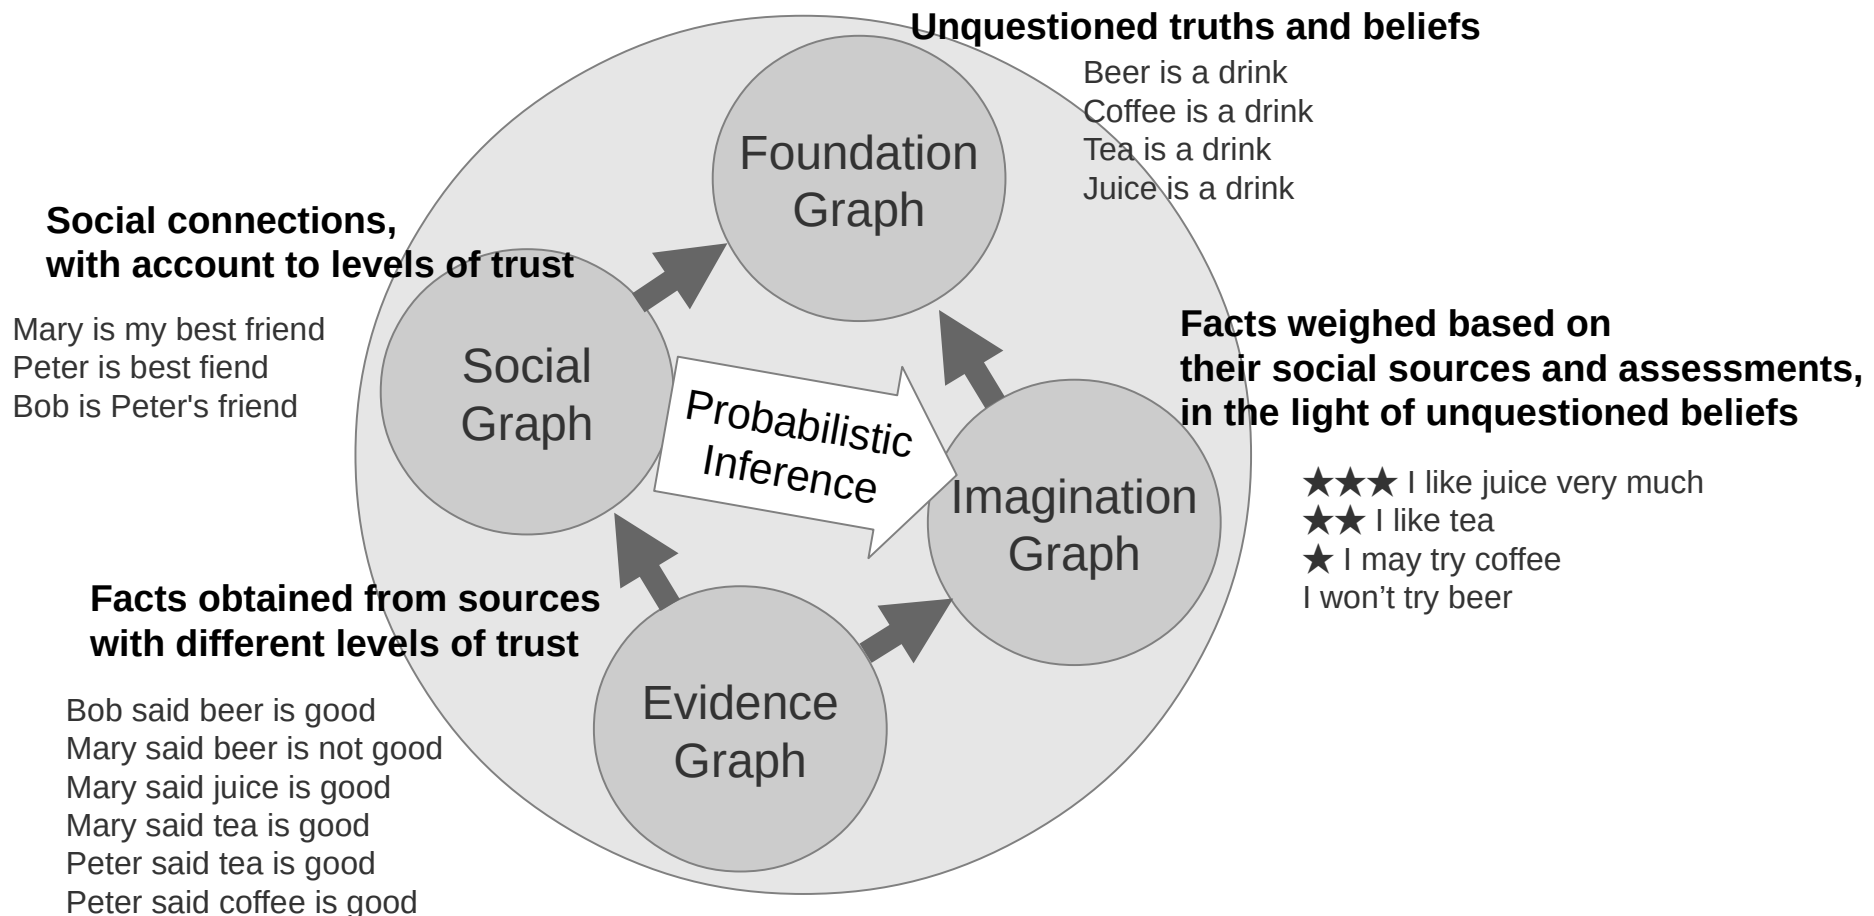 Unquestioned truths and beliefs
Beer is a drink
Coffee is a drink
Tea is a drink
Juice is a drink
Foundation
Graph
Social connections,
with account to levels of trust
Mary is my best friend
Peter is best fiend
Bob is Peter's friend
Social
Graph
Probabilistic
Inference
Facts weighed based on
their social sources and assessments,
in the light of unquestioned beliefs
★★★ I like juice very much
★★ I like tea
★ I may try coffee
I won’t try beer
Imagination
Graph
Facts obtained from sources
with different levels of trust
Bob said beer is good
Mary said beer is not good
Mary said juice is good
Mary said tea is good
Peter said tea is good
Peter said coffee is good
Evidence
Graph